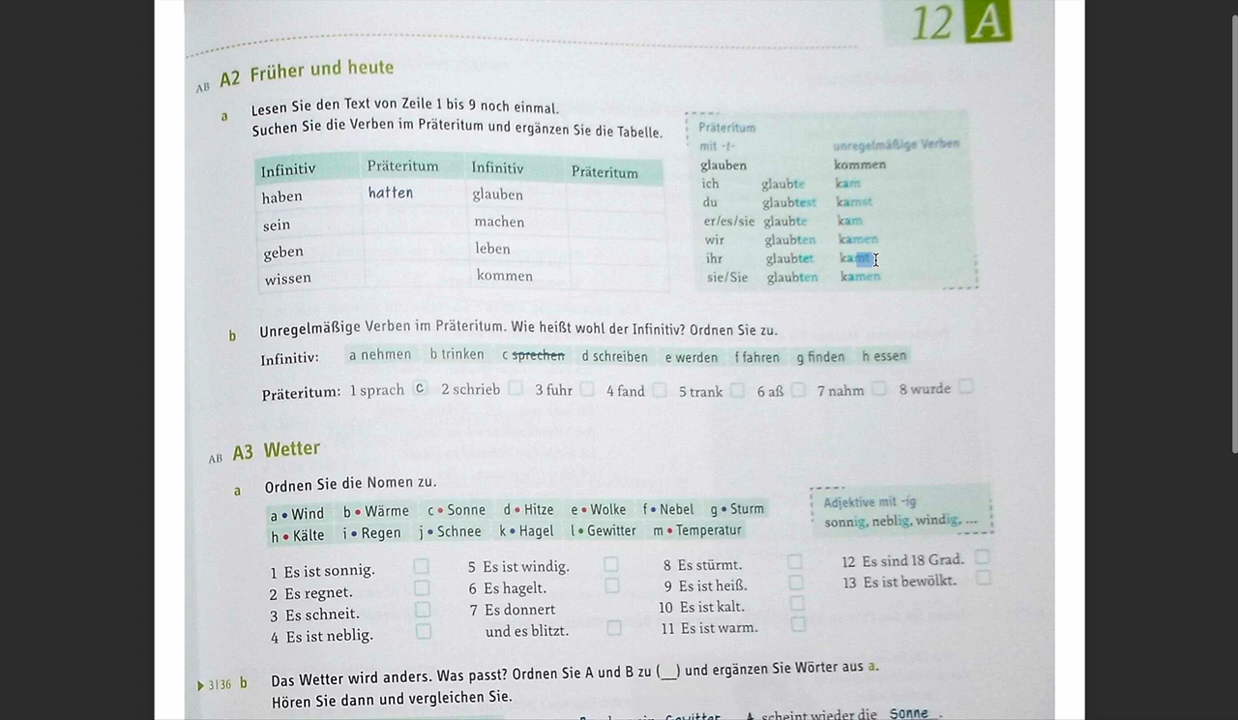 12 A
AB A2 Früher und heute
a Lesen Sie den Text von Zeile 1 bis 9 noch einmal.
Suchen Sie die Verben im Präteritum und ergänzen Sie die Tabelle.
Infinitiv Präteritum Infinitiv Präteritum
haben hatten glauben
sein machen
geben leben
wissen kommen
Präteritum
mit -t- unregelmäßige Verben
glauben kommen
ich glaubte kam
du glaubtest kamst
er/es/sie glaubte kam
wir glaubten kamen
ihr glaubtet kamt
sie/Sie glaubten kamen
b Unregelmäßige Verben im Präteritum. Wie heißt wohl der Infinitiv? Ordnen Sie zu.
Infinitiv: a nehmen b trinken c sprechen d schreiben e werden f fahren g finden h essen
Präteritum: 1 sprach c 2 schrieb 3 fuhr 4 fand 5 trank 6 aß 7 nahm 8 wurde
AB A3 Wetter
a Ordnen Sie die Nomen zu.
a • Wind b • Wärme c • Sonne d • Hitze e • Wolke f • Nebel g • Sturm
h • Kälte i • Regen j • Schnee k • Hagel l • Gewitter m • Temperatur
Adjektive mit -ig
sonnig, neblig, windig, ...
1 Es ist sonnig. 5 Es ist windig. 8 Es stürmt. 12 Es sind 18 Grad.
2 Es regnet. 6 Es hagelt. 9 Es ist heiß. 13 Es ist bewölkt.
3 Es schneit. 7 Es donnert 10 Es ist kalt.
4 Es ist neblig. und es blitzt. 11 Es ist warm.
▶ 3|36 b Das Wetter wird anders. Was passt? Ordnen Sie A und B zu (__) und ergänzen Sie Wörter aus a.
Hören Sie dann und vergleichen Sie.
Gewitter scheint wieder die Sonne.